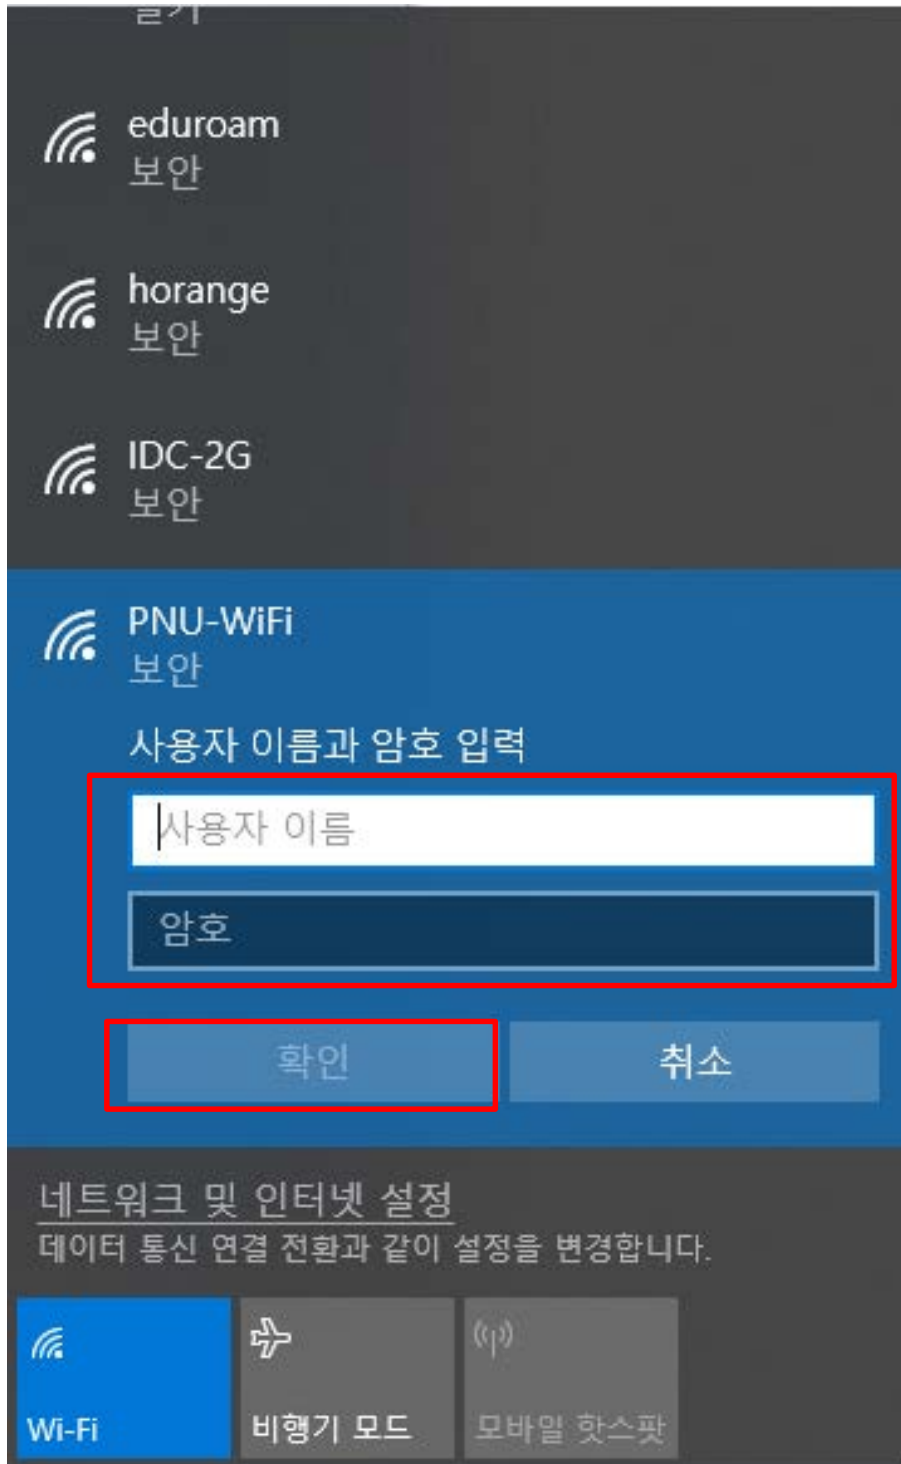 eduroam
보안
horange
보안
IDC-2G
보안
PNU-WiFi
보안
사용자 이름과 암호 입력
사용자 이름
암호
확인
취소
네트워크 및 인터넷 설정
데이터 통신 연결 전환과 같이 설정을 변경합니다.
Wi-Fi
비행기 모드
모바일 핫스팟